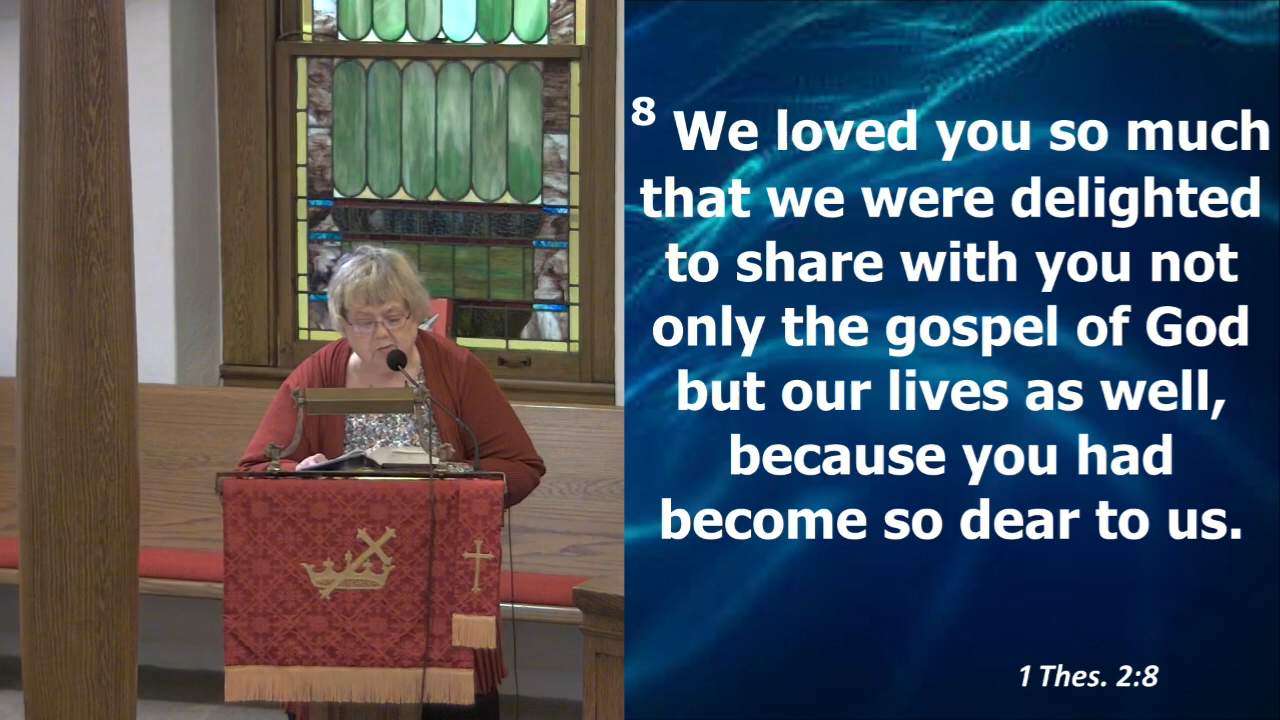 8 We loved you so much
that we were delighted
to share with you not
only the gospel of God
but our lives as well,
because you had
become so dear to us.
1 Thes. 2:8